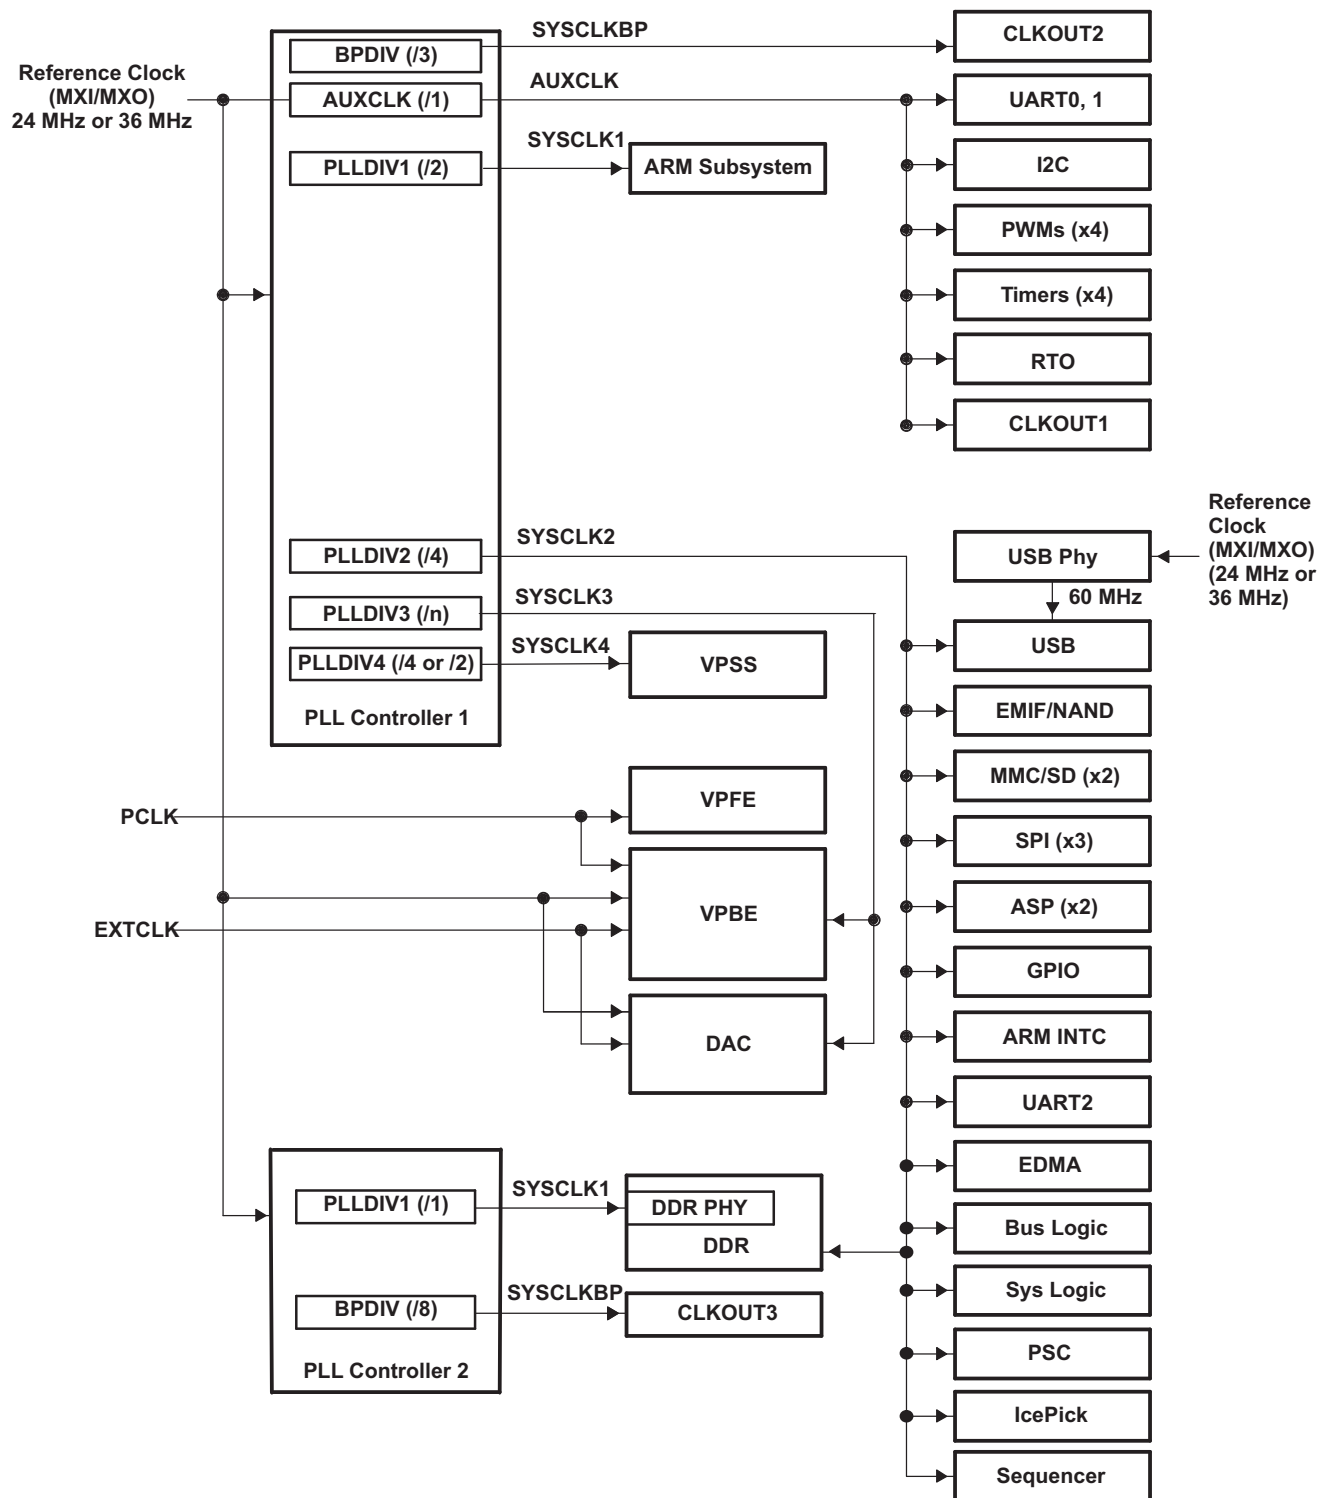 SYSCLKBP
CLKOUT2
BPDIV (/3)
Reference Clock
(MXI/MXO)
24 MHz or 36 MHz
AUXCLK
AUXCLK (/1)
UART0, 1
SYSCLK1
PLLDIV1 (/2)
ARM Subsystem
I2C
PWMs (x4)
Timers (x4)
RTO
CLKOUT1
Reference
Clock
(MXI/MXO)
(24 MHz or
36 MHz)
SYSCLK2
PLLDIV2 (/4)
USB Phy
60 MHz
SYSCLK3
PLLDIV3 (/n)
SYSCLK4
PLLDIV4 (/4 or /2)
VPSS
USB
PLL Controller 1
EMIF/NAND
MMC/SD (x2)
VPFE
PCLK
SPI (x3)
VPBE
ASP (x2)
EXTCLK
GPIO
DAC
ARM INTC
UART2
EDMA
SYSCLK1
PLLDIV1 (/1)
DDR PHY
DDR
Bus Logic
SYSCLKBP
BPDIV (/8)
CLKOUT3
Sys Logic
PLL Controller 2
PSC
IcePick
Sequencer